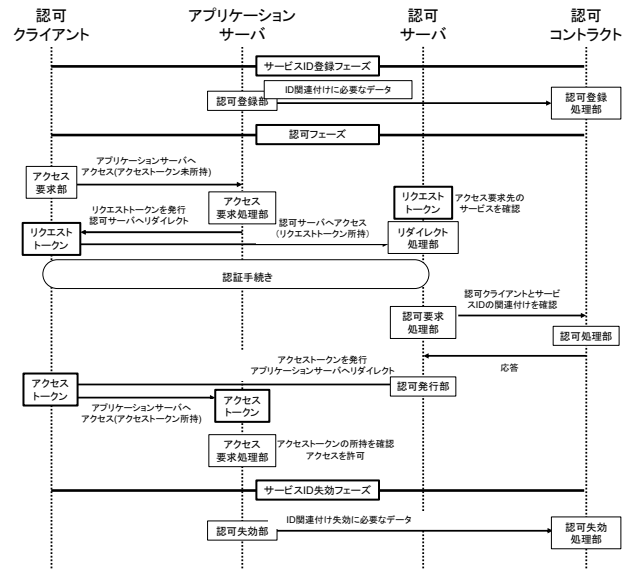 認可
クライアント
アプリケーション
サーバ
認可
サーバ
認可
コントラクト
サービスID登録フェーズ
ID関連付けに必要なデータ
認可登録部
認可登録
処理部
認可フェーズ
アプリケーションサーバへ
アクセス(アクセストークン未所持)
アクセス
要求部
アクセス
要求処理部
リクエスト
トークン
アクセス要求先の
サービスを確認
リクエストトークンを発行
認可サーバへリダイレクト
認可サーバへアクセス
(リクエストトークン所持)
リクエスト
トークン
リダイレクト
処理部
認証手続き
認可クライアントとサービ
スIDの関連付けを確認
認可要求
処理部
認可処理部
アクセストークンを発行
アプリケーションサーバへリダイレクト
応答
アクセス
トークン
認可発行部
アプリケーションサーバへ
アクセス(アクセストークン所持)
アクセス
トークン
アクセス
要求処理部
アクセストークンの所持を確認
アクセスを許可
サービスID失効フェーズ
ID関連付け失効に必要なデータ
認可失効部
認可失効
処理部